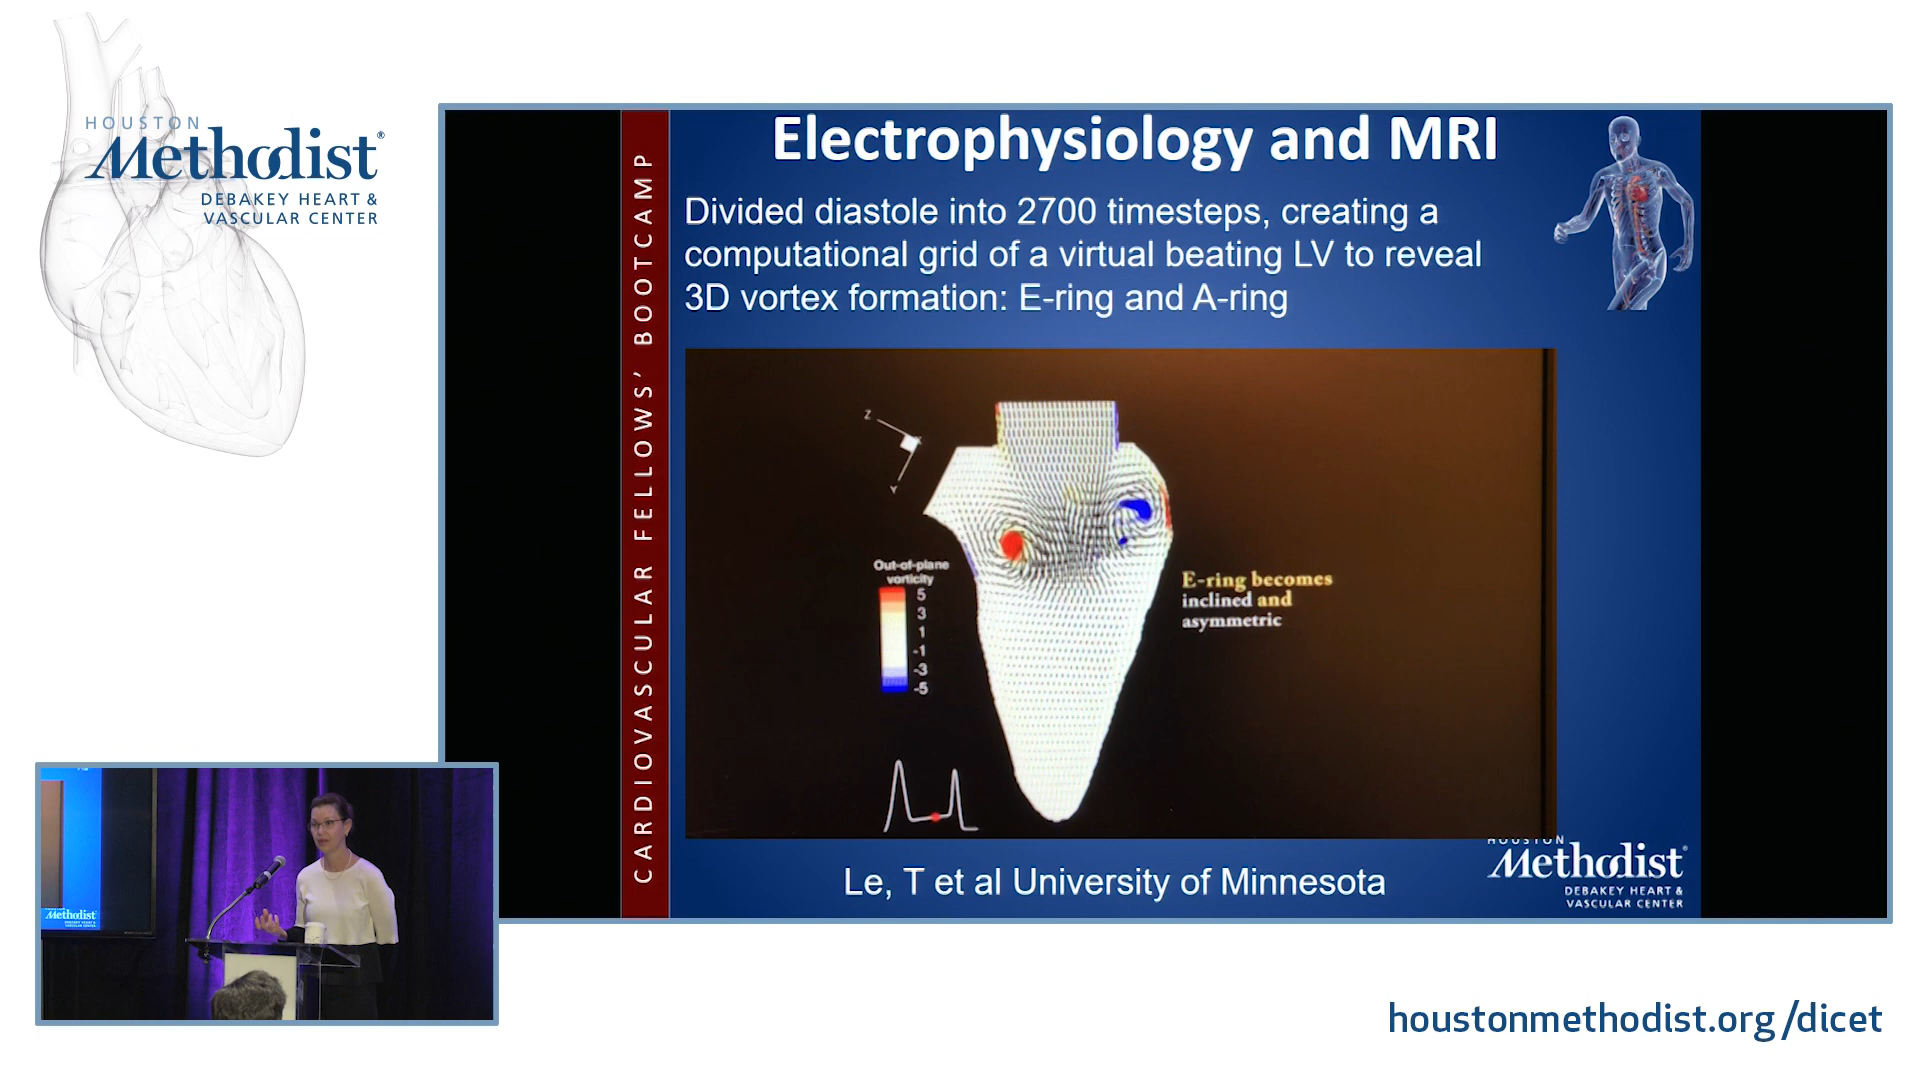 HOUSTON
Methodist®
DEBAKEY HEART &
VASCULAR CENTER
CARDIOVASCULAR FELLOWS' BOOTCAMP
Electrophysiology and MRI
Divided diastole into 2700 timesteps, creating a
computational grid of a virtual beating LV to reveal
3D vortex formation: E-ring and A-ring
Z
Y
Out-of-plane
vorticity
5
3
1
-1
-3
-5
E-ring becomes
inclined and
asymmetric
Le, T et al University of Minnesota
HOUSTON
Methodist®
DEBAKEY HEART &
VASCULAR CENTER
Methodist
houstonmethodist.org/dicet